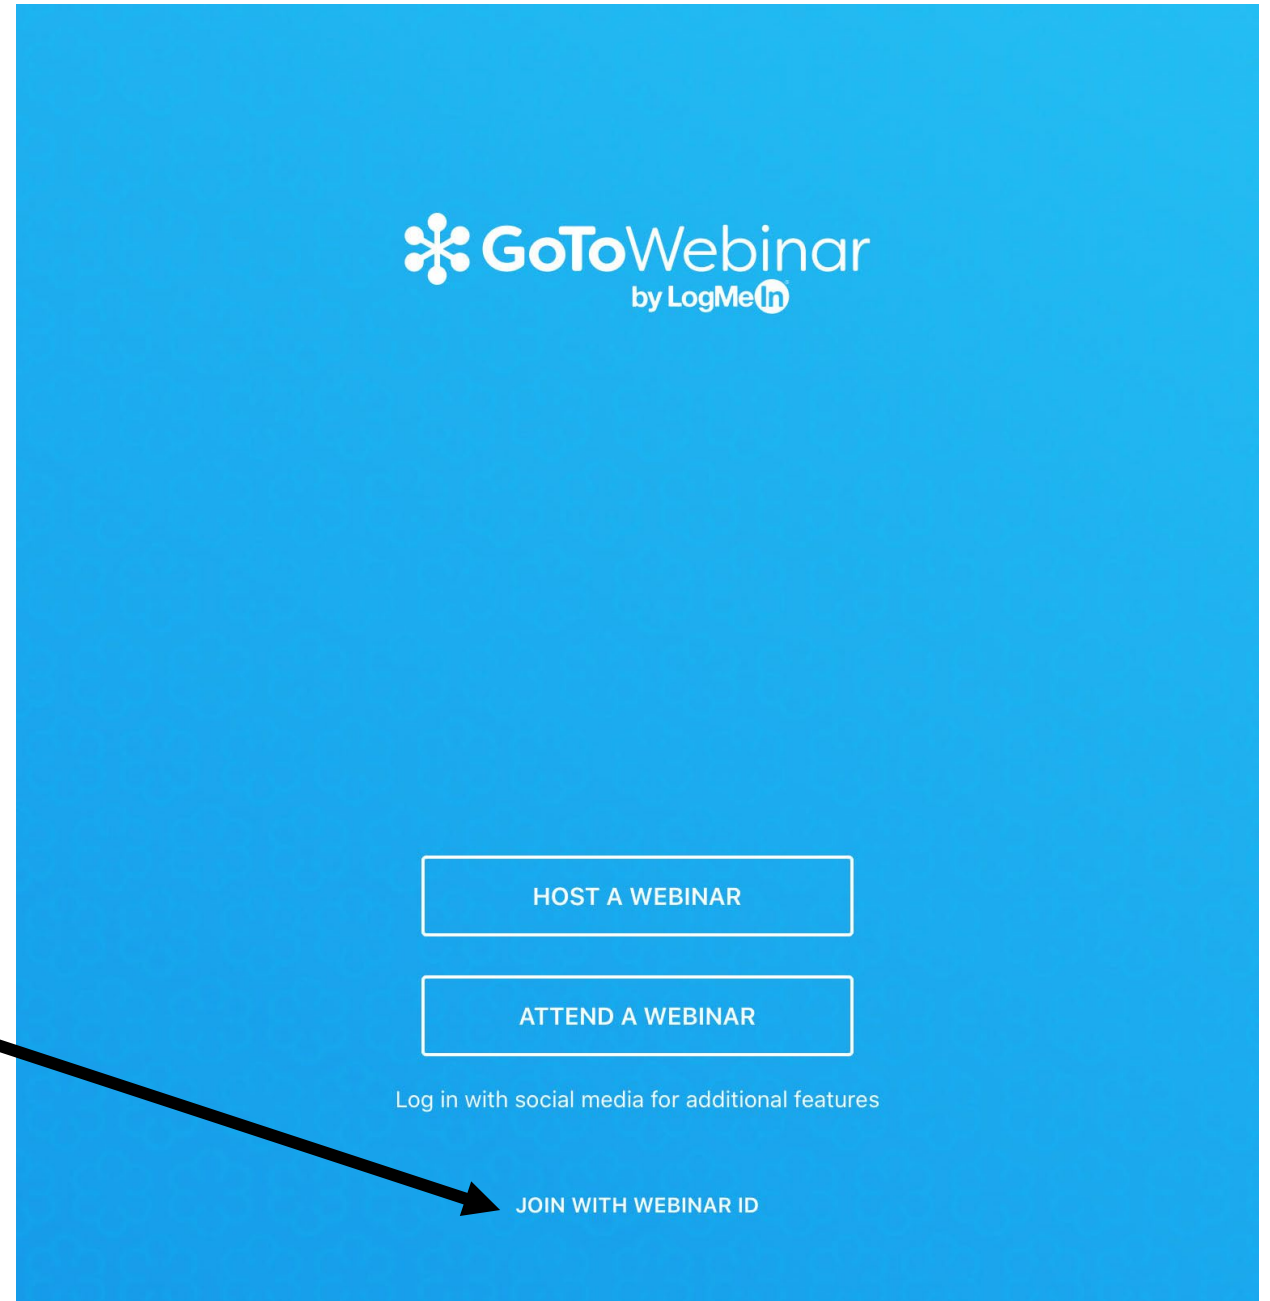 GoToWebinar
by LogMeIn
HOST A WEBINAR
ATTEND A WEBINAR
Log in with social media for additional features
JOIN WITH WEBINAR ID